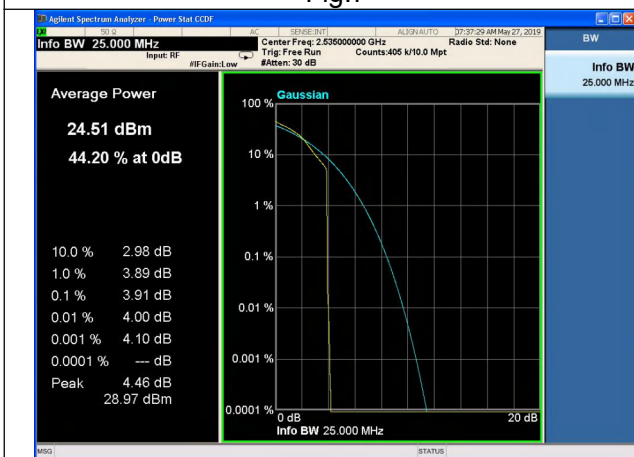 Agilent Spectrum Analyzer - Power Stat CCDF
50 Ω AC SENSE:INT ALIGN AUTO 07:37:29 AM May 27, 2019
Info BW 25.000 MHz
Input: RF
#IFGain:Low
Center Freq: 2.535000000 GHz Radio Std: None
Trig: Free Run Counts:405 k/10.0 Mpt
#Atten: 30 dB
BW
Info BW
25.000 MHz
Average Power
24.51 dBm
44.20 % at 0dB
10.0 % 2.98 dB
1.0 % 3.89 dB
0.1 % 3.91 dB
0.01 % 4.00 dB
0.001 % 4.10 dB
0.0001 % --- dB
Peak 4.46 dB
28.97 dBm
Gaussian
100 %
10 %
1 %
0.1 %
0.01 %
0.001 %
0.0001 %
0 dB 20 dB
Info BW 25.000 MHz
MSG STATUS